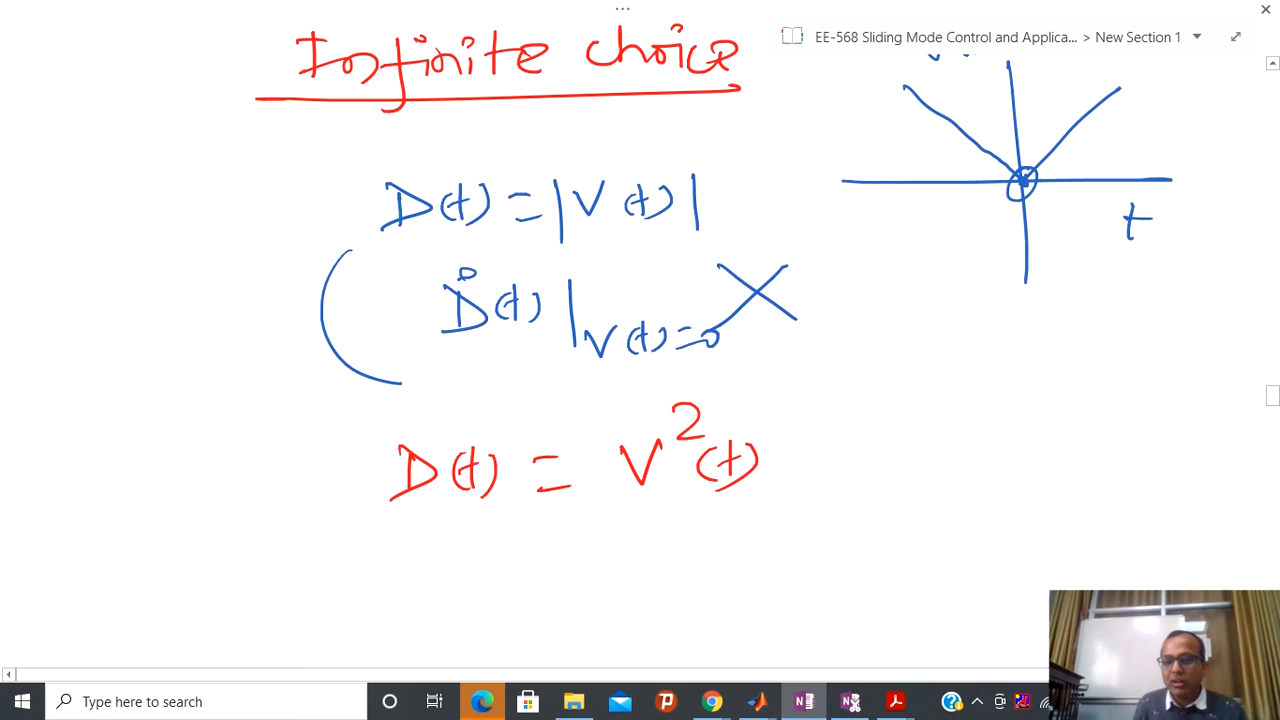 EE-568 Sliding Mode Control and Applica... > New Section 1
Infinite choice
D(t) = |V(t)|
Ḋ(t)|V(t)=0
t
D(t) = V²(t)
Type here to search